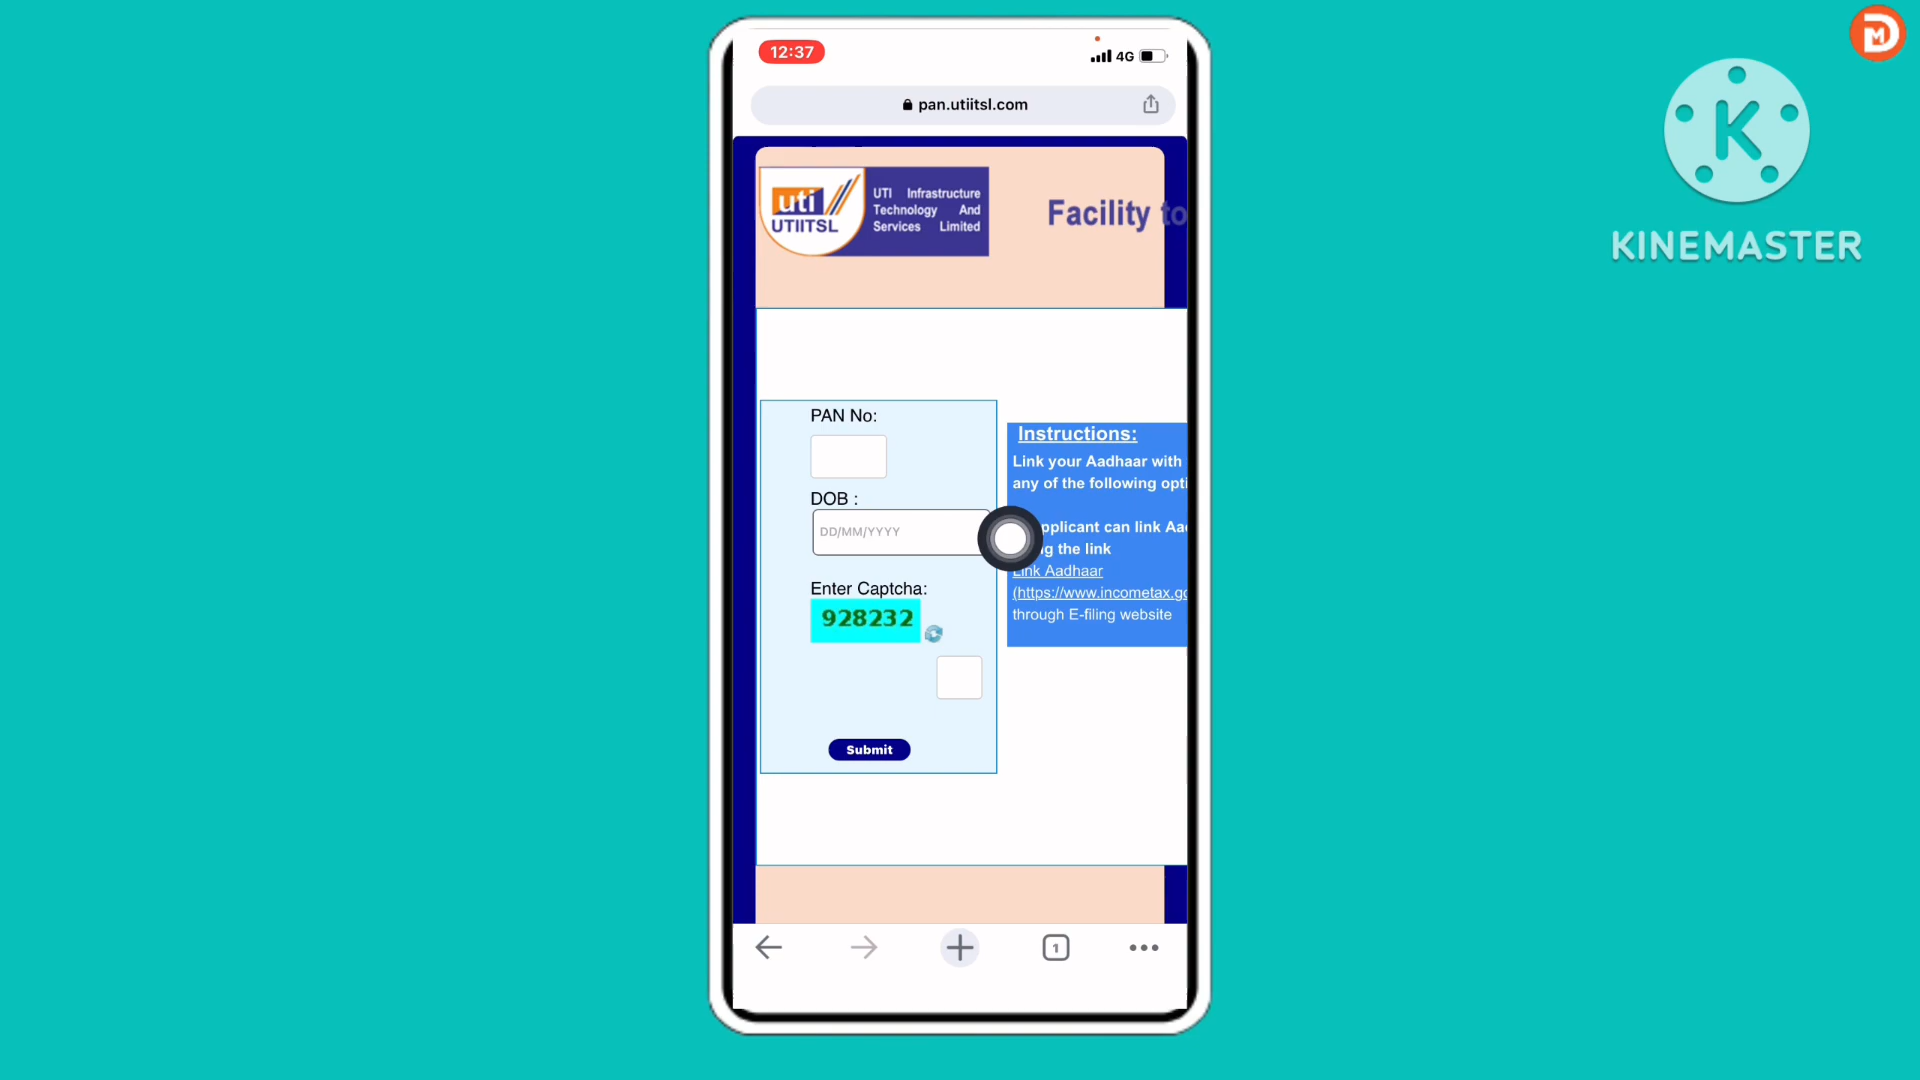 12:37
4G
pan.utiitsl.com
uti
UTIITSL
UTI Infrastructure
Technology And
Services Limited
Facility to
PAN No:
DOB :
DD/MM/YYYY
Enter Captcha:
928232
Submit
Instructions:
Link your Aadhaar with
any of the following opti
pplicant can link Aa
g the link
Link Aadhaar
(https://www.incometax.go
through E-filing website
1
M
K
KINEMASTER